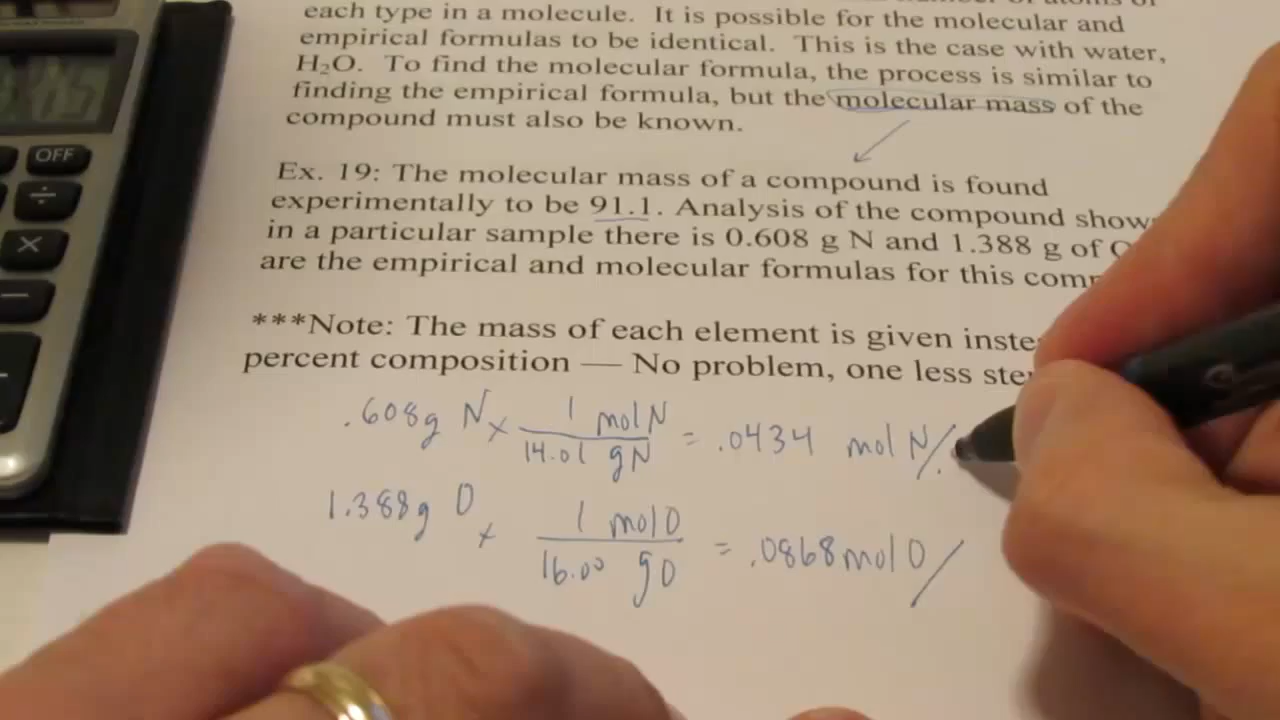 each type in a molecule. It is possible for the molecular and
empirical formulas to be identical. This is the case with water,
H₂O. To find the molecular formula, the process is similar to
finding the empirical formula, but the molecular mass of the
compound must also be known.
Ex. 19: The molecular mass of a compound is found
experimentally to be 91.1. Analysis of the compound shows
in a particular sample there is 0.608 g N and 1.388 g of
are the empirical and molecular formulas for this
***Note: The mass of each element is given
percent composition — No problem, one less
.608g N x 1 mol N / 14.01 g N = .0434 mol N/
1.388g O x 1 mol O / 16.00 g O = .0868 mol O/
OFF
÷
×
−